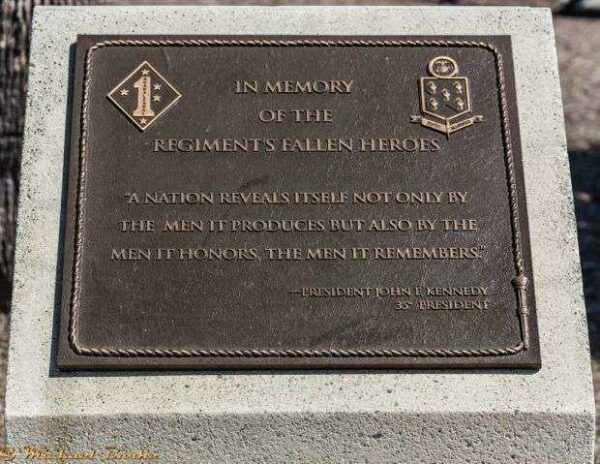 IN MEMORY
OF THE
REGIMENT'S FALLEN HEROES
"A NATION REVEALS ITSELF NOT ONLY BY
THE MEN IT PRODUCES BUT ALSO BY THE
MEN IT HONORS, THE MEN IT REMEMBERS."
—PRESIDENT JOHN F. KENNEDY
35TH PRESIDENT
1